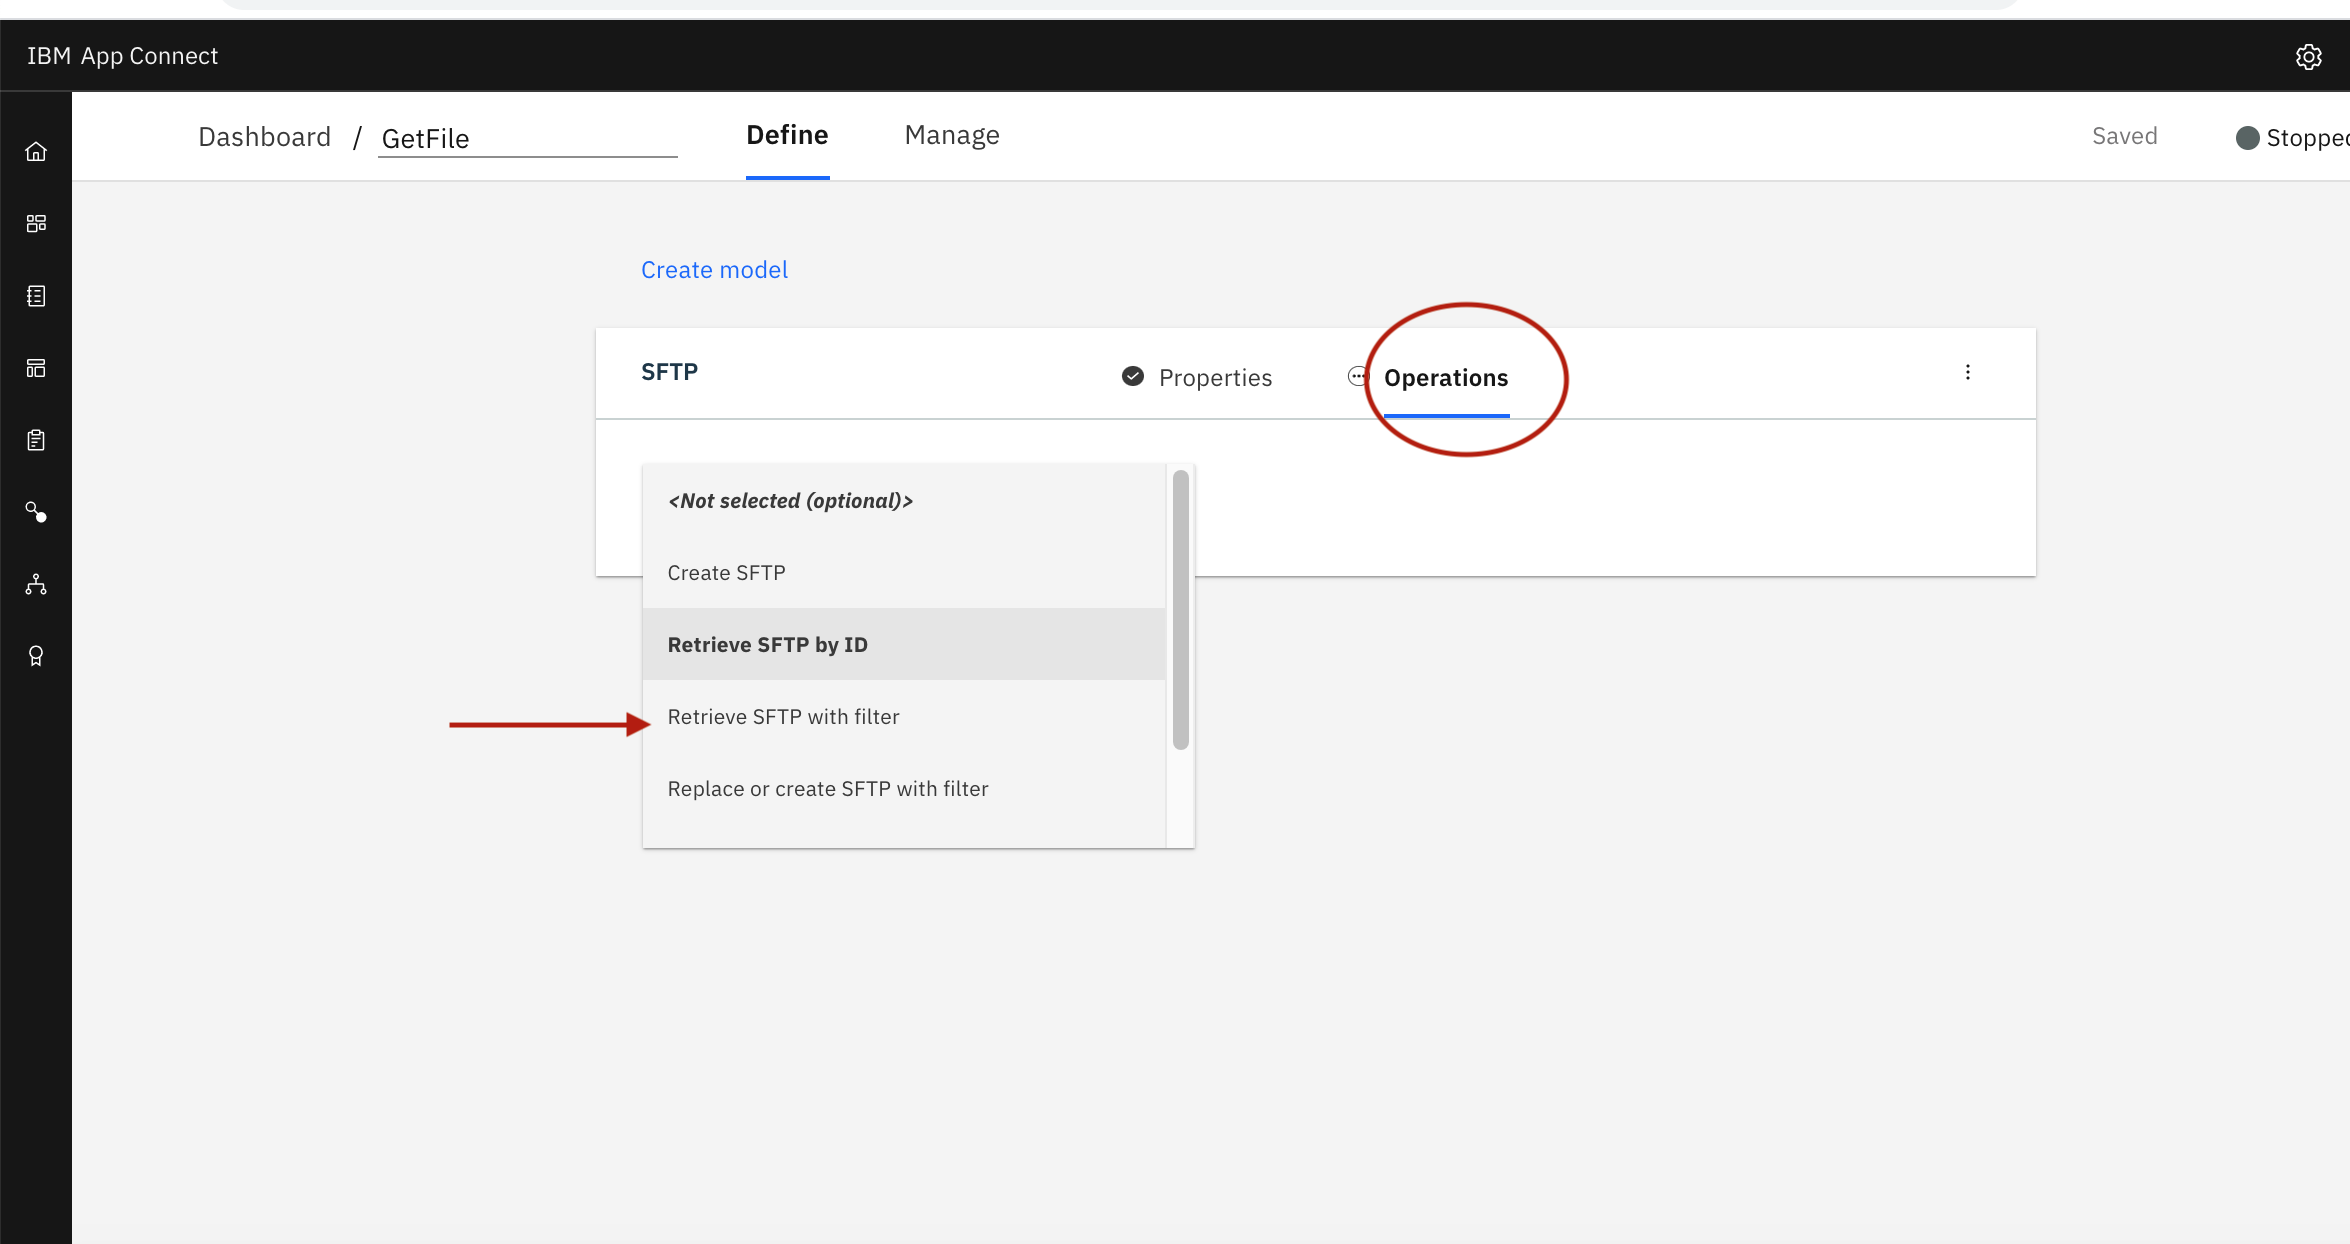 IBM App Connect
Dashboard / GetFile
Define
Manage
Saved
Stopped
Create model
SFTP
Properties
Operations
<Not selected (optional)>
Create SFTP
Retrieve SFTP by ID
Retrieve SFTP with filter
Replace or create SFTP with filter